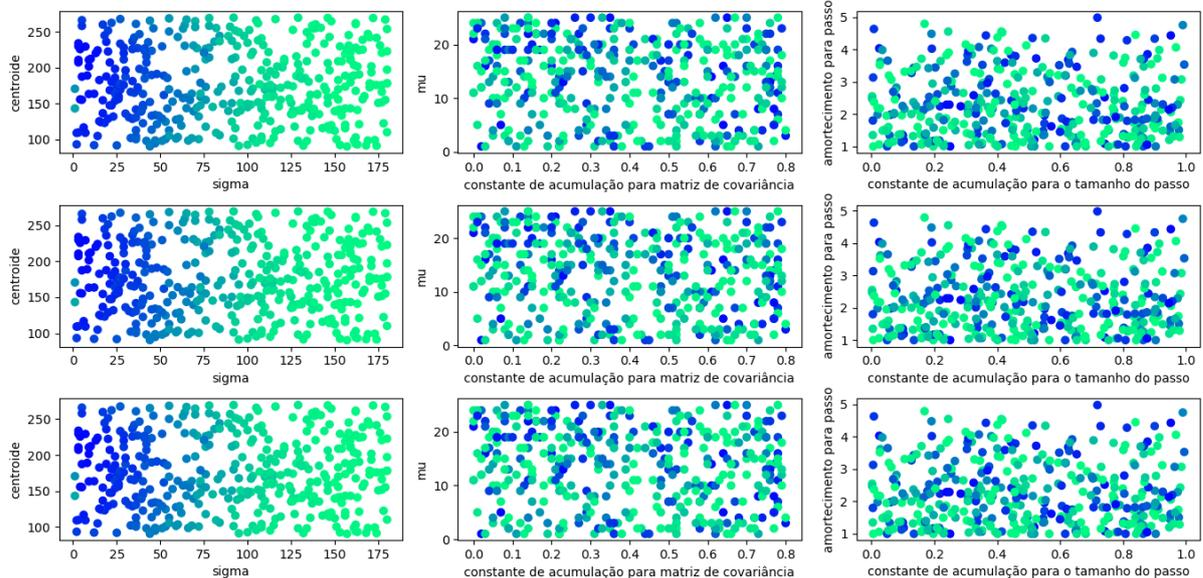 250
200
150
100
centroide
0 25 50 75 100 125 150 175
sigma
20
10
0
mu
0.0 0.1 0.2 0.3 0.4 0.5 0.6 0.7 0.8
constante de acumulação para matriz de covariância
5
4
3
2
1
amortecimento para passo
0.0 0.2 0.4 0.6 0.8 1.0
constante de acumulação para o tamanho do passo
250
200
150
100
centroide
0 25 50 75 100 125 150 175
sigma
20
10
0
mu
0.0 0.1 0.2 0.3 0.4 0.5 0.6 0.7 0.8
constante de acumulação para matriz de covariância
5
4
3
2
1
amortecimento para passo
0.0 0.2 0.4 0.6 0.8 1.0
constante de acumulação para o tamanho do passo
250
200
150
100
centroide
0 25 50 75 100 125 150 175
sigma
20
10
0
mu
0.0 0.1 0.2 0.3 0.4 0.5 0.6 0.7 0.8
constante de acumulação para matriz de covariância
5
4
3
2
1
amortecimento para passo
0.0 0.2 0.4 0.6 0.8 1.0
constante de acumulação para o tamanho do passo